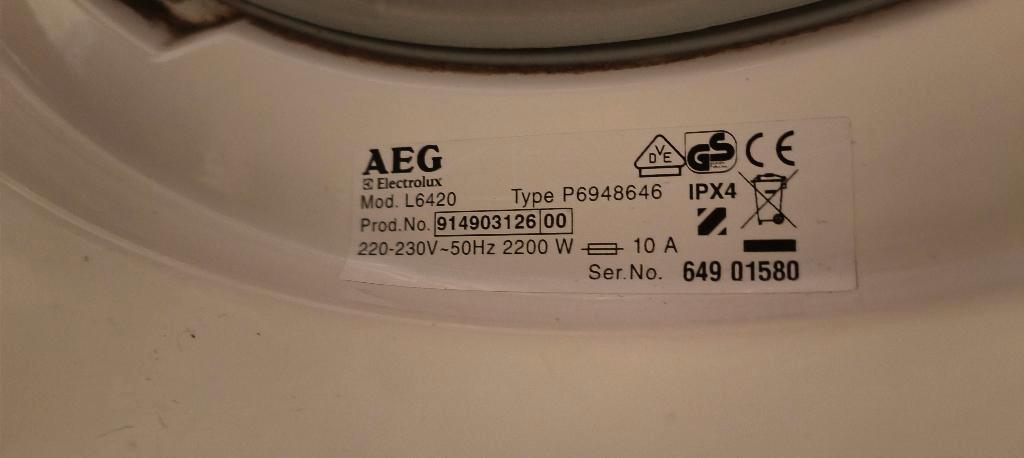 AEG
Electrolux
Mod. L6420 Type P6948646
Prod.No. 914903126 00
220-230V~50Hz 2200 W 10 A
Ser.No. 649 01580
DVE
GS
CE
IPX4